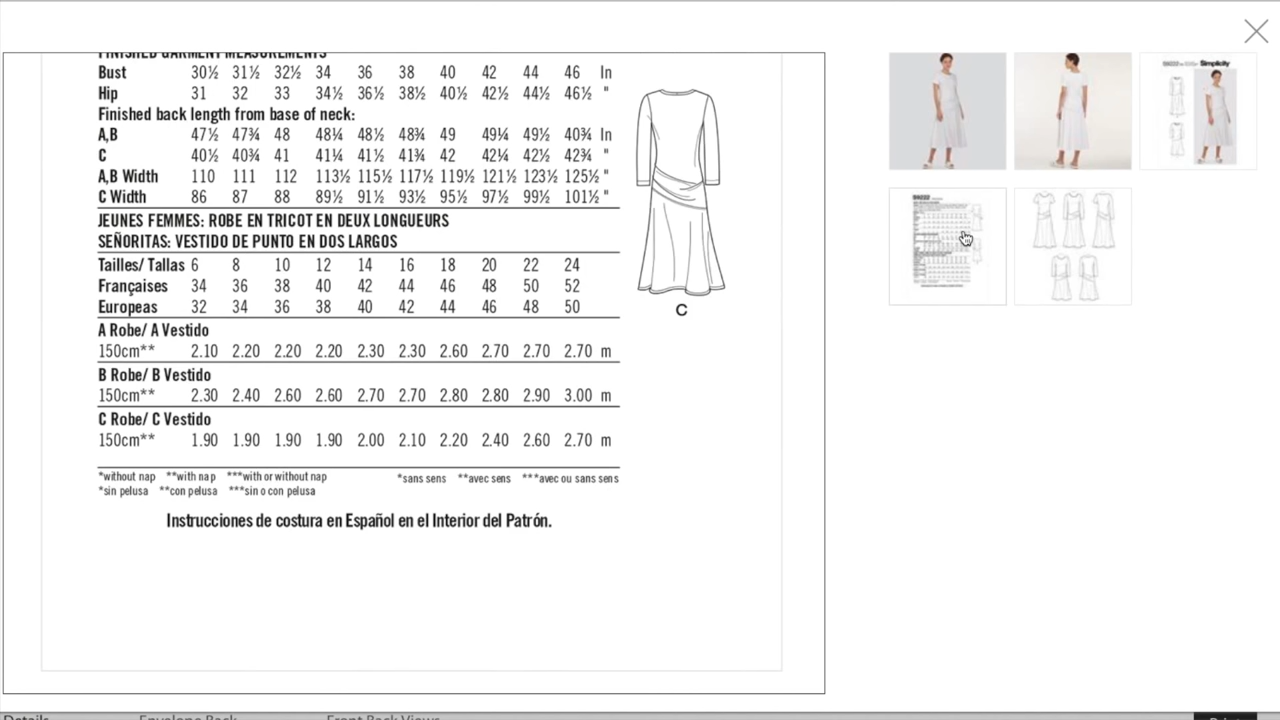 FINISHED GARMENT MEASUREMENTS
Bust 30½ 31½ 32½ 34 36 38 40 42 44 46 In
Hip 31 32 33 34½ 36½ 38½ 40½ 42½ 44½ 46½ "
Finished back length from base of neck:
A,B 47½ 47¾ 48 48¼ 48½ 48¾ 49 49¼ 49½ 40¾ In
C 40½ 40¾ 41 41¼ 41½ 41¾ 42 42¼ 42½ 42¾ "
A,B Width 110 111 112 113½ 115½ 117½ 119½ 121½ 123½ 125½ "
C Width 86 87 88 89½ 91½ 93½ 95½ 97½ 99½ 101½ "
JEUNES FEMMES: ROBE EN TRICOT EN DEUX LONGUEURS
SEÑORITAS: VESTIDO DE PUNTO EN DOS LARGOS
Tailles/ Tallas 6 8 10 12 14 16 18 20 22 24
Françaises 34 36 38 40 42 44 46 48 50 52
Europeas 32 34 36 38 40 42 44 46 48 50
A Robe/ A Vestido
150cm** 2.10 2.20 2.20 2.20 2.30 2.30 2.60 2.70 2.70 2.70 m
B Robe/ B Vestido
150cm** 2.30 2.40 2.60 2.60 2.70 2.70 2.80 2.80 2.90 3.00 m
C Robe/ C Vestido
150cm** 1.90 1.90 1.90 1.90 2.00 2.10 2.20 2.40 2.60 2.70 m
*without nap **with nap ***with or without nap *sans sens **avec sens ***avec ou sans sens
*sin pelusa **con pelusa ***sin o con pelusa
Instrucciones de costura en Español en el Interior del Patrón.
C
Simplicity
Details Envelope Back Front Back Views